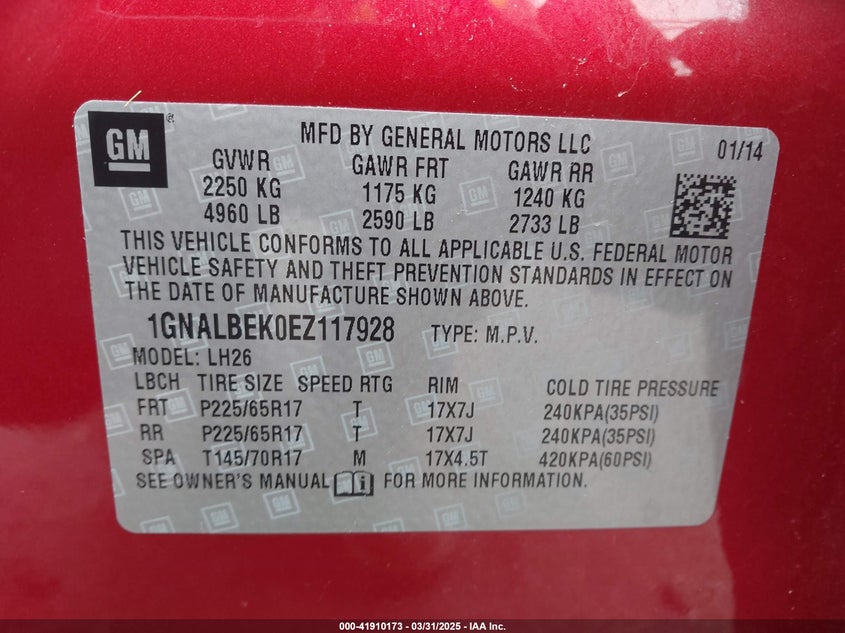 GM
MFD BY GENERAL MOTORS LLC 01/14
GVWR GAWR FRT GAWR RR
2250 KG 1175 KG 1240 KG
4960 LB 2590 LB 2733 LB
THIS VEHICLE CONFORMS TO ALL APPLICABLE U.S. FEDERAL MOTOR
VEHICLE SAFETY AND THEFT PREVENTION STANDARDS IN EFFECT ON
THE DATE OF MANUFACTURE SHOWN ABOVE.
1GNALBEK0EZ117928 TYPE: M.P.V.
MODEL: LH26
LBCH TIRE SIZE SPEED RTG RIM COLD TIRE PRESSURE
FRT P225/65R17 T 17X7J 240KPA(35PSI)
RR P225/65R17 T 17X7J 240KPA(35PSI)
SPA T145/70R17 M 17X4.5T 420KPA(60PSI)
SEE OWNER'S MANUAL FOR MORE INFORMATION.
000-41910173 — 03/31/2025 — IAA Inc.